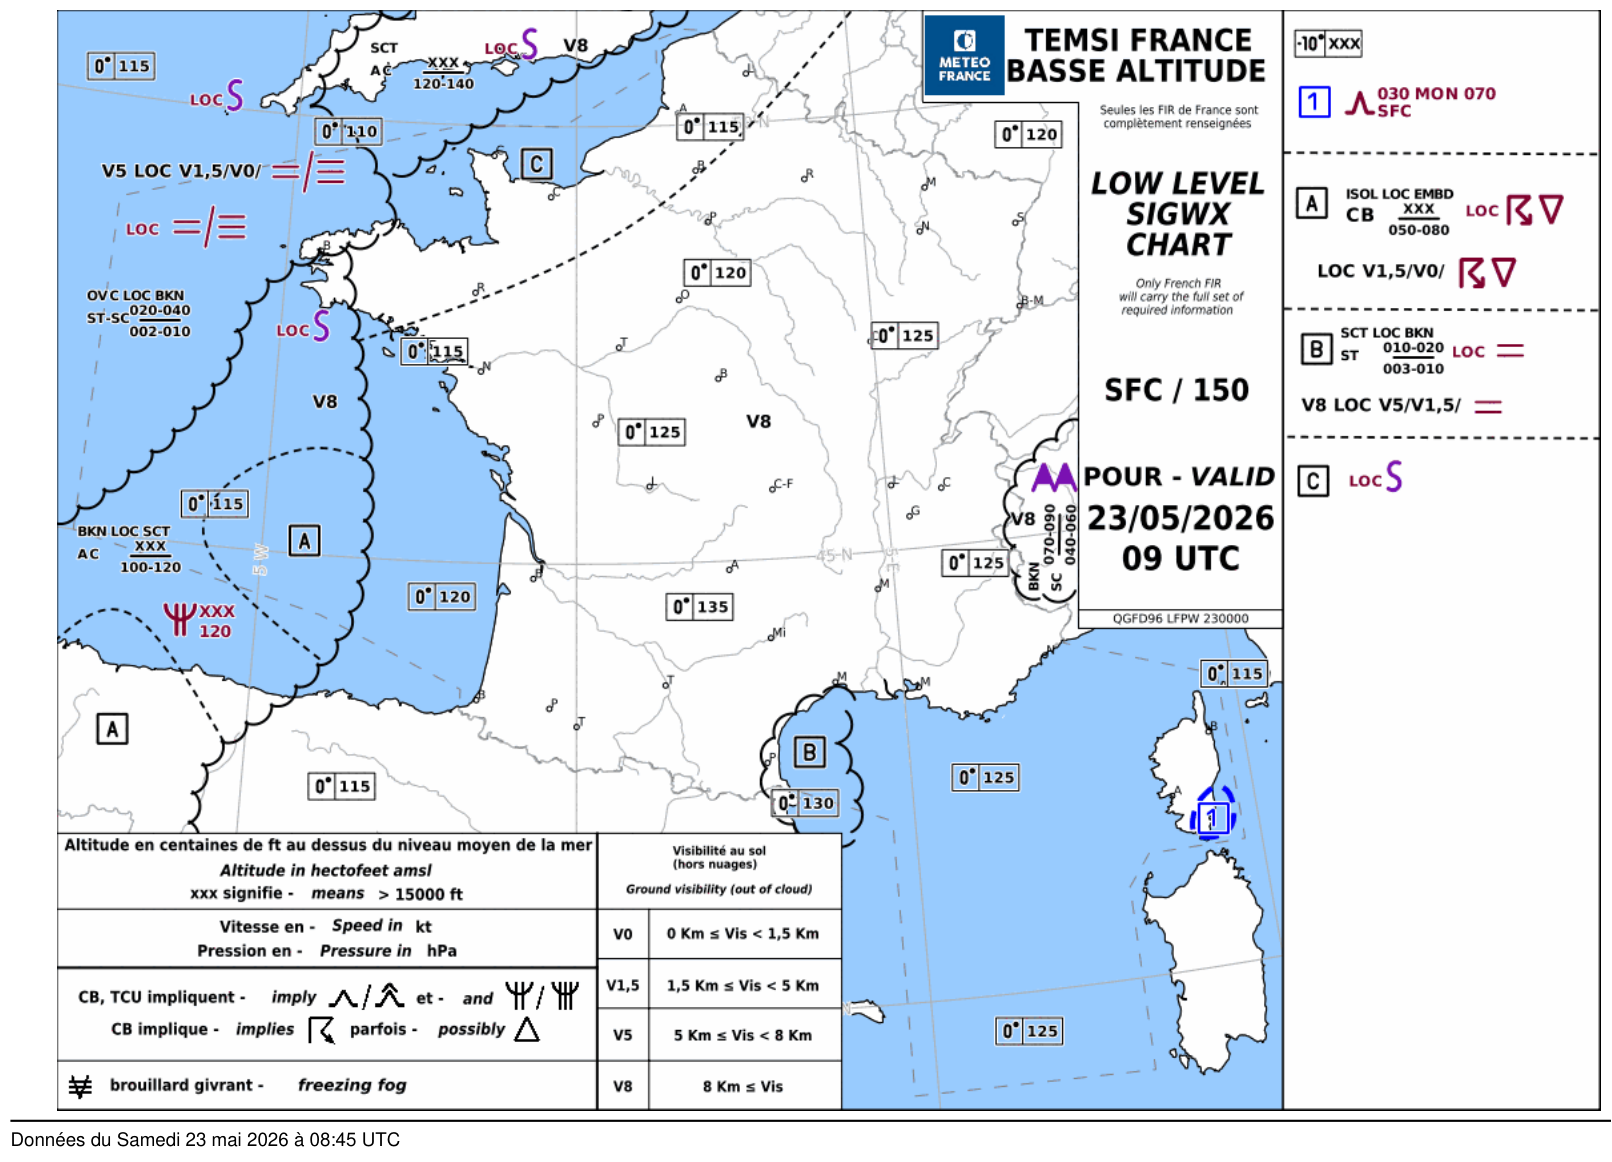 METEO
FRANCE
TEMSI FRANCE
BASSE ALTITUDE
Seules les FIR de France sont
complètement renseignées
LOW LEVEL
SIGWX
CHART
Only French FIR
will carry the full set of
required information
SFC / 150
POUR - VALID
23/05/2026
09 UTC
QGFD96 LFPW 230000
-10° XXX
1
030 MON 070
SFC
A
ISOL LOC EMBD
CB XXX
050-080
LOC
LOC V1,5/V0/
B
SCT LOC BKN
ST 010-020
003-010
LOC
V8 LOC V5/V1,5/
C
LOC
0° 115
LOC
SCT
AC XXX
120-140
LOC
V8
0° 110
C
0° 115
0° 120
V5 LOC V1,5/V0/
LOC
OVC LOC BKN
ST-SC 020-040
002-010
LOC
0° 115
V8
0° 120
0° 125
0° 125
V8
0° 115
A
BKN LOC SCT
AC XXX
100-120
XXX
120
0° 120
0° 135
45 N
5 W
5 E
0° 125
V8
BKN
SC 070-090
040-060
A
0° 115
B
0° 130
0° 125
0° 115
1
0° 125
A
L
B
R
M
S
N
P
C
C
B
R
O
B-M
T
N
B
P
L
C-F
L
C
G
B
A
M
Mi
M
M
N
T
B
P
T
P
B
A
Altitude en centaines de ft au dessus du niveau moyen de la mer
Altitude in hectofeet amsl
xxx signifie - means > 15000 ft
Vitesse en - Speed in kt
Pression en - Pressure in hPa
CB, TCU impliquent - imply / et - and /
CB implique - implies parfois - possibly
brouillard givrant - freezing fog
Visibilité au sol
(hors nuages)
Ground visibility (out of cloud)
V0 0 Km ≤ Vis < 1,5 Km
V1,5 1,5 Km ≤ Vis < 5 Km
V5 5 Km ≤ Vis < 8 Km
V8 8 Km ≤ Vis
Données du Samedi 23 mai 2026 à 08:45 UTC